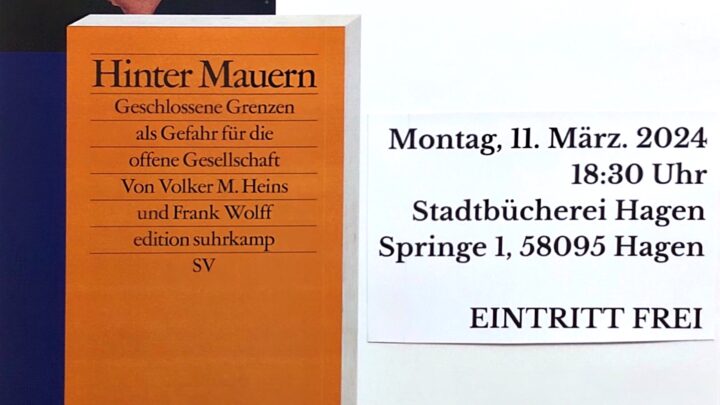 Hinter Mauern
Geschlossene Grenzen
als Gefahr für die
offene Gesellschaft
Von Volker M. Heins
und Frank Wolff
edition suhrkamp
SV
Montag, 11. März. 2024
18:30 Uhr
Stadtbücherei Hagen
Springe 1, 58095 Hagen
EINTRITT FREI